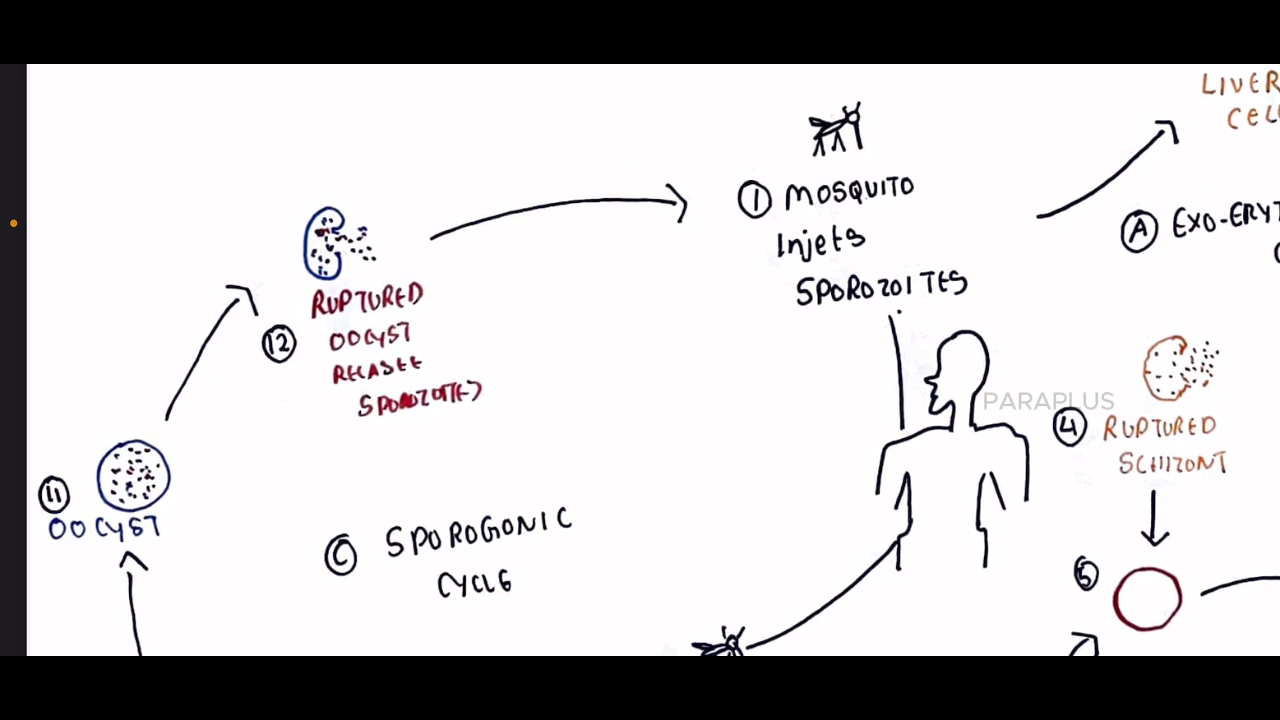 LIVER
CELL
① MOSQUITO
Injets
SPOROZOITES
Ⓐ EXO-ERYT
RUPTURED
⑫ OOCYST
RELASEE
SPOROZOITES
PARAPLUS
④ RUPTURED
SCHIZONT
⑪
OOCYST
Ⓒ SPOROGONIC
CYCLE
⑤